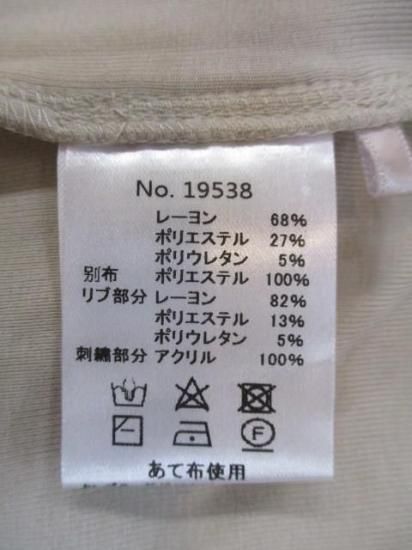 No. 19538
レーヨン 68%
ポリエステル 27%
ポリウレタン 5%
別布 ポリエステル 100%
リブ部分 レーヨン 82%
ポリエステル 13%
ポリウレタン 5%
刺繍部分 アクリル 100%
F
あて布使用